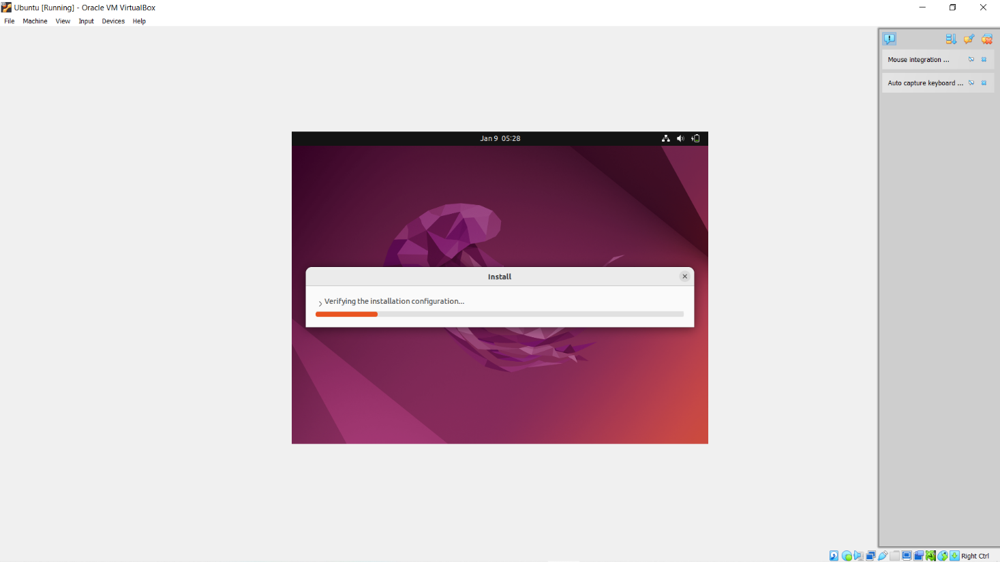 Ubuntu [Running] - Oracle VM VirtualBox
File Machine View Input Devices Help
Mouse integration ...
Auto capture keyboard ...
Jan 9 05:28
Install
Verifying the installation configuration...
Right Ctrl